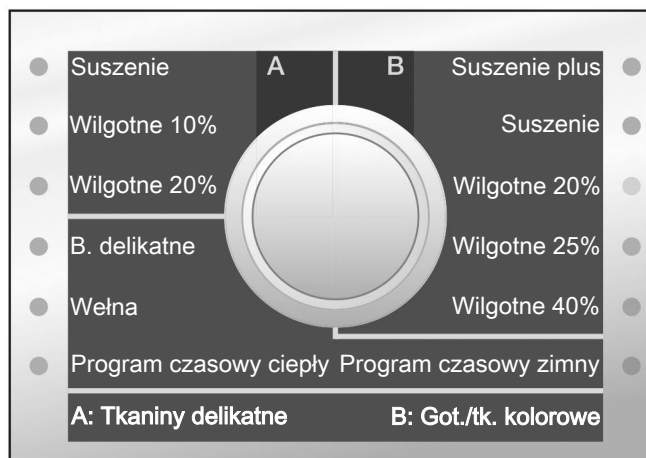 Suszenie A B Suszenie plus
Wilgotne 10% Suszenie
Wilgotne 20% Wilgotne 20%
B. delikatne Wilgotne 25%
Wełna Wilgotne 40%
Program czasowy ciepły Program czasowy zimny
A: Tkaniny delikatne B: Got./tk. kolorowe